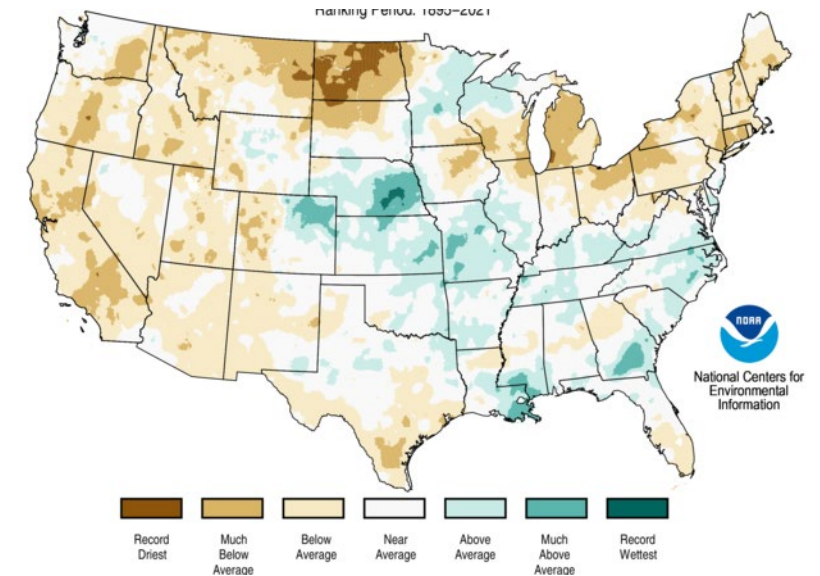 Ranking Period: 1895–2021
NOAA
National Centers for
Environmental
Information
Record
Driest
Much
Below
Average
Below
Average
Near
Average
Above
Average
Much
Above
Average
Record
Wettest